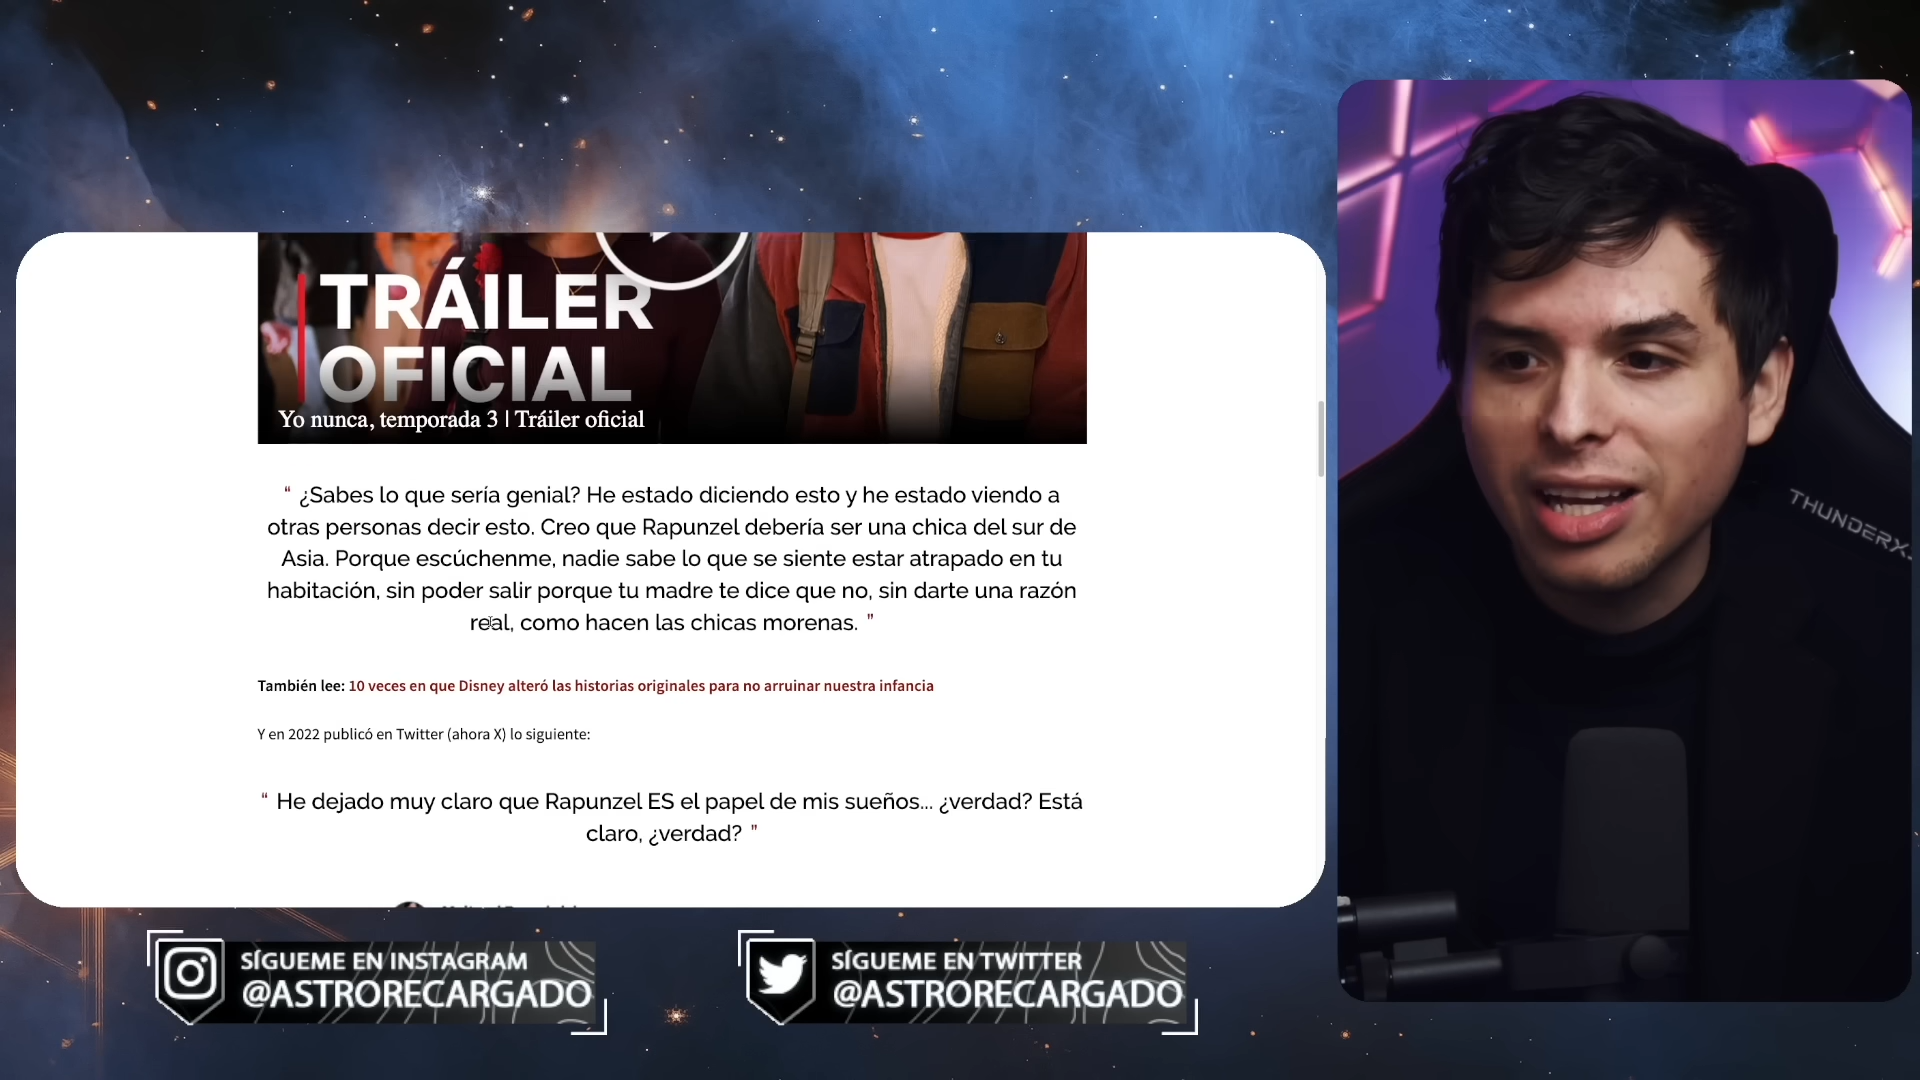 TRÁILER
OFICIAL
Yo nunca, temporada 3 | Tráiler oficial
“ ¿Sabes lo que sería genial? He estado diciendo esto y he estado viendo a
otras personas decir esto. Creo que Rapunzel debería ser una chica del sur de
Asia. Porque escúchenme, nadie sabe lo que se siente estar atrapado en tu
habitación, sin poder salir porque tu madre te dice que no, sin darte una razón
real, como hacen las chicas morenas. ”
También lee: 10 veces en que Disney alteró las historias originales para no arruinar nuestra infancia
Y en 2022 publicó en Twitter (ahora X) lo siguiente:
“ He dejado muy claro que Rapunzel ES el papel de mis sueños... ¿verdad? Está
claro, ¿verdad? ”
SÍGUEME EN INSTAGRAM
@ASTRORECARGADO
SÍGUEME EN TWITTER
@ASTRORECARGADO